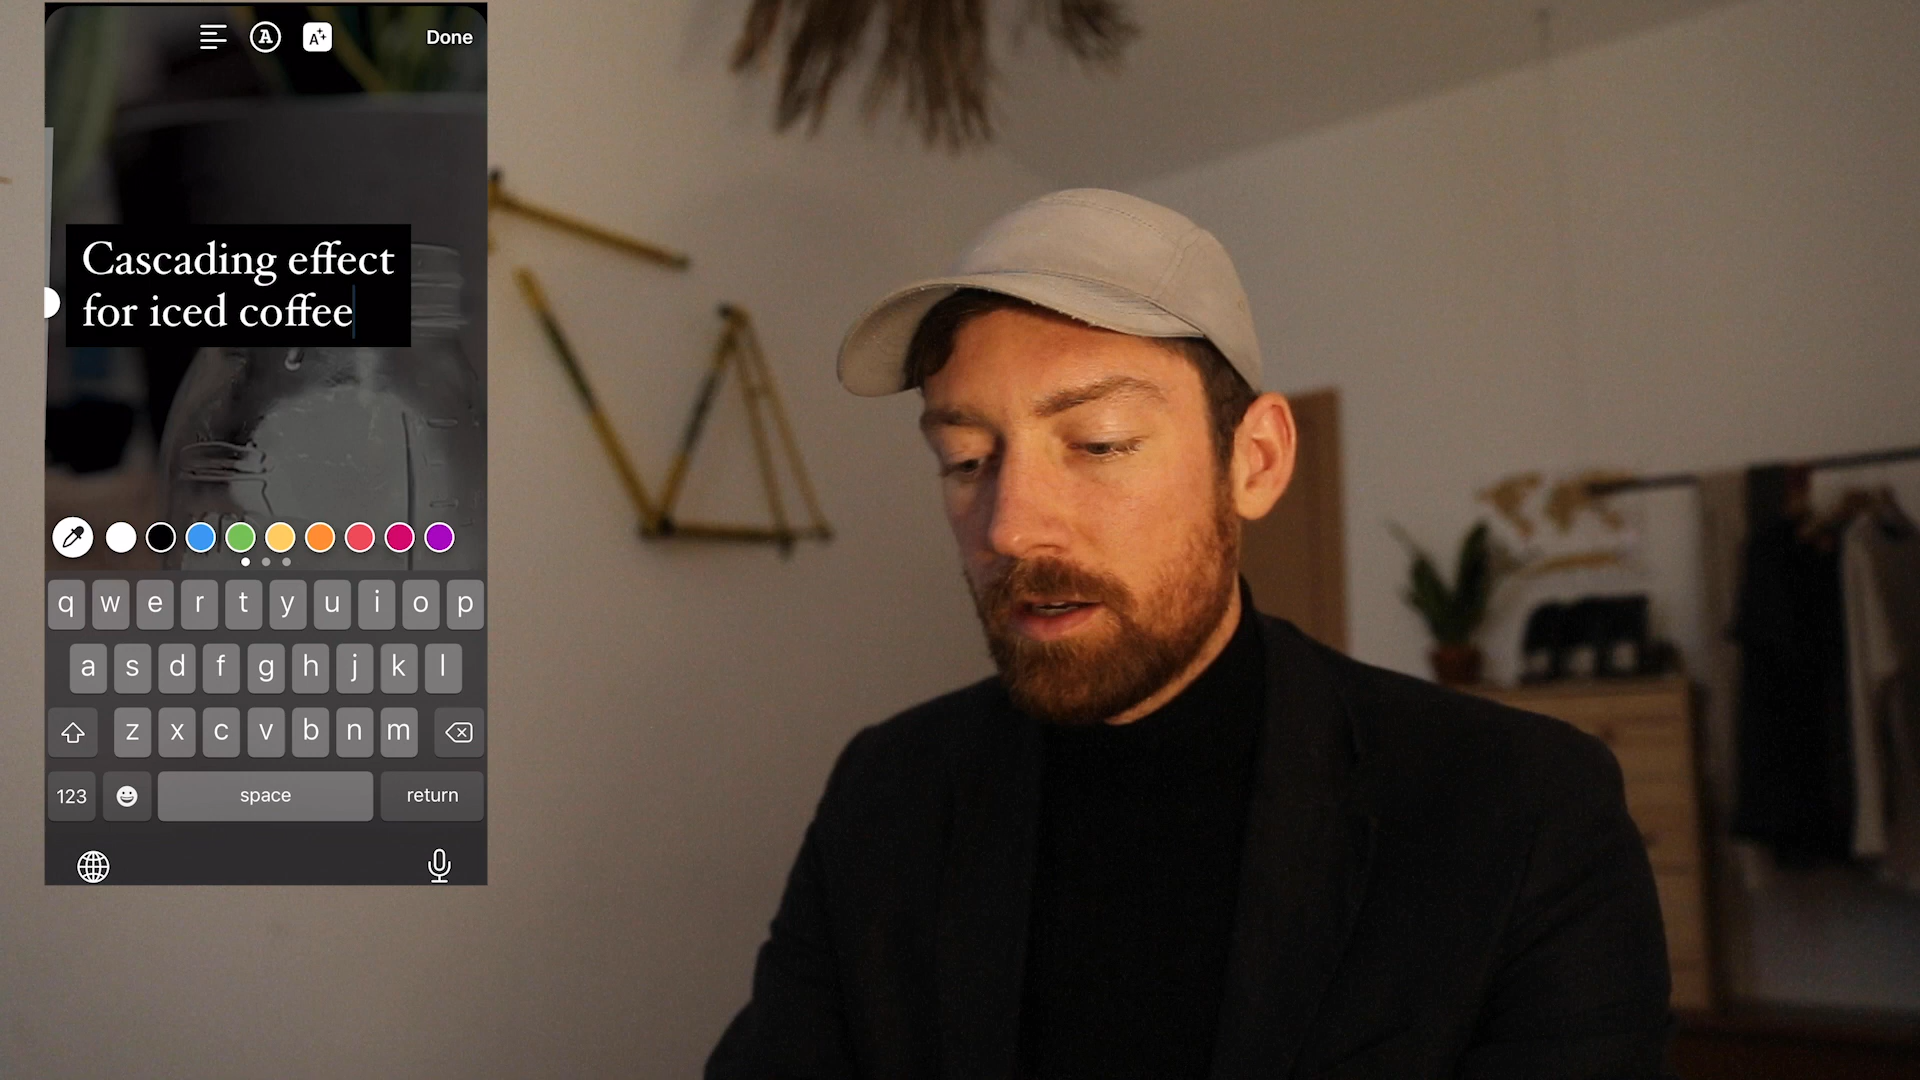 A A Done
Cascading effect
for iced coffee
q w e r t y u i o p
a s d f g h j k l
z x c v b n m
123 space return